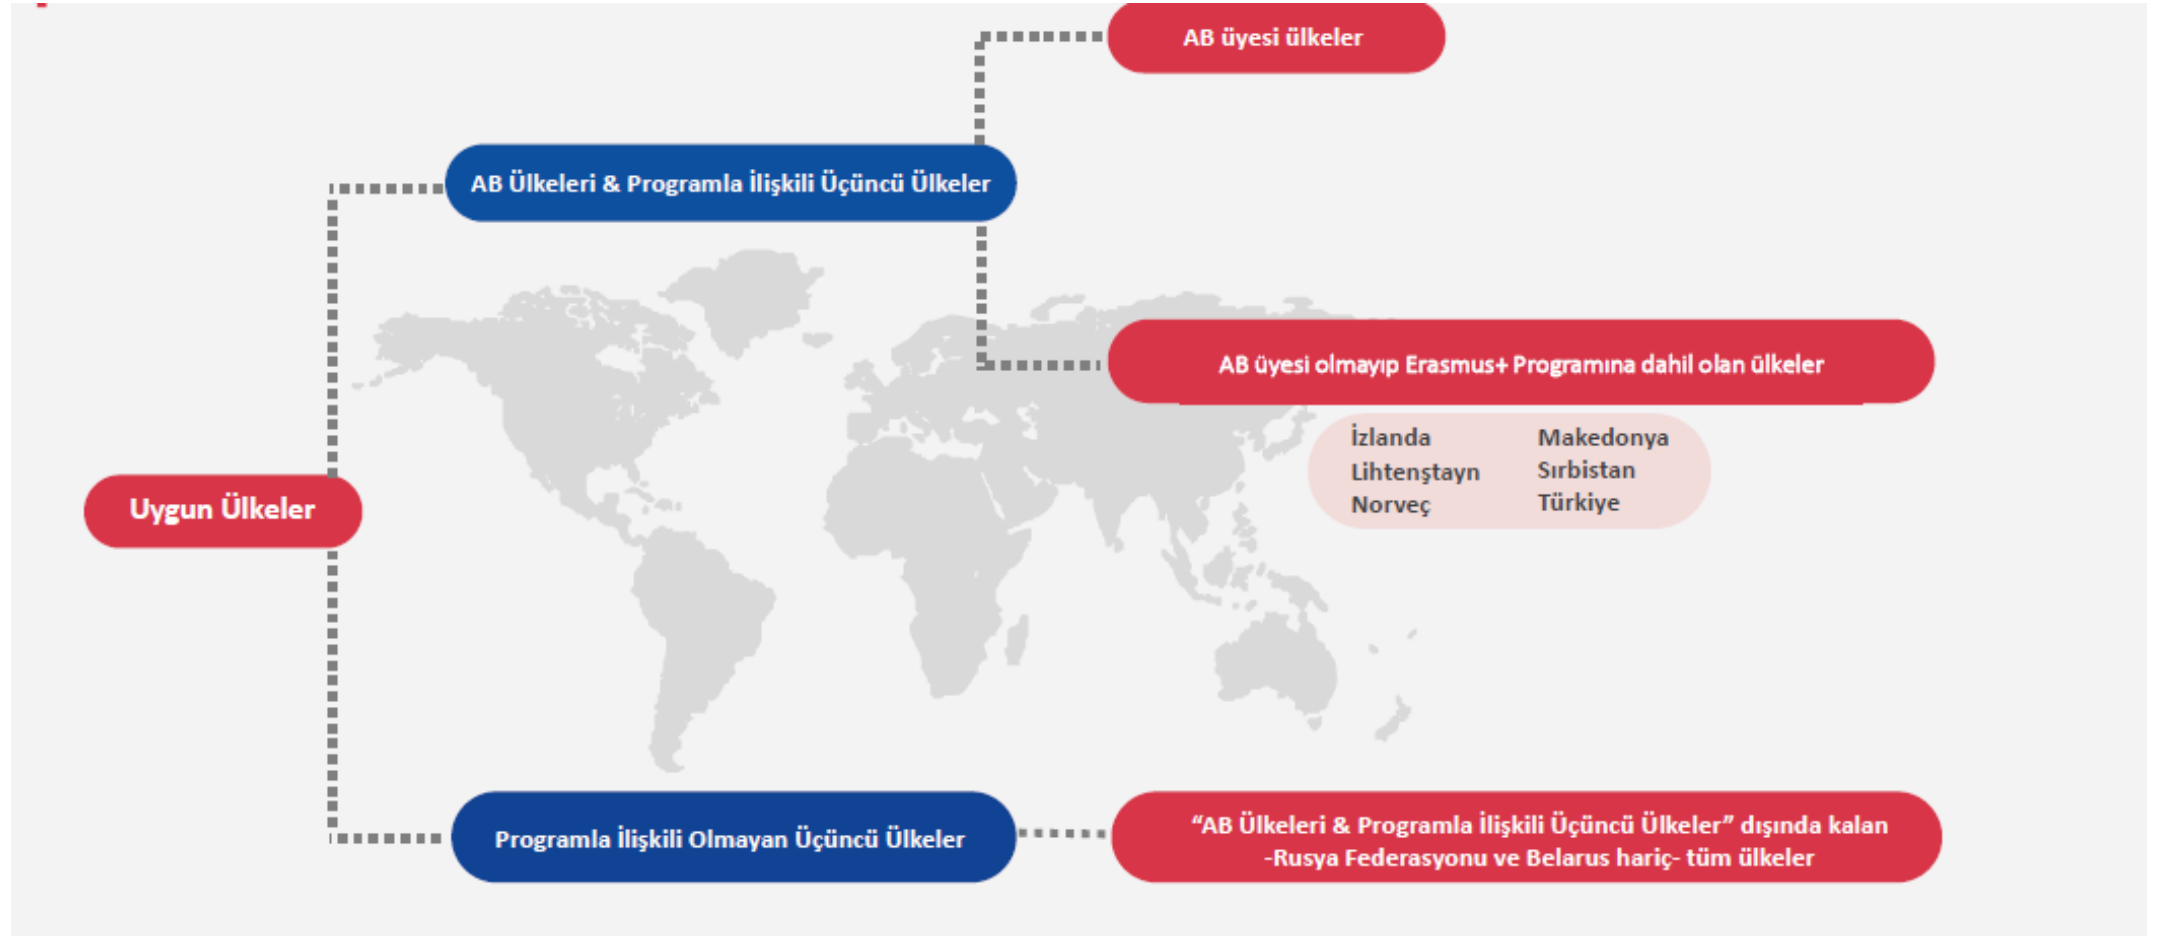 AB üyesi ülkeler
AB Ülkeleri & Programla İlişkili Üçüncü Ülkeler
AB üyesi olmayıp Erasmus+ Programına dahil olan ülkeler
İzlanda
Lihtenştayn
Norveç
Makedonya
Sırbistan
Türkiye
Uygun Ülkeler
Programla İlişkili Olmayan Üçüncü Ülkeler
“AB Ülkeleri & Programla İlişkili Üçüncü Ülkeler” dışında kalan
-Rusya Federasyonu ve Belarus hariç- tüm ülkeler